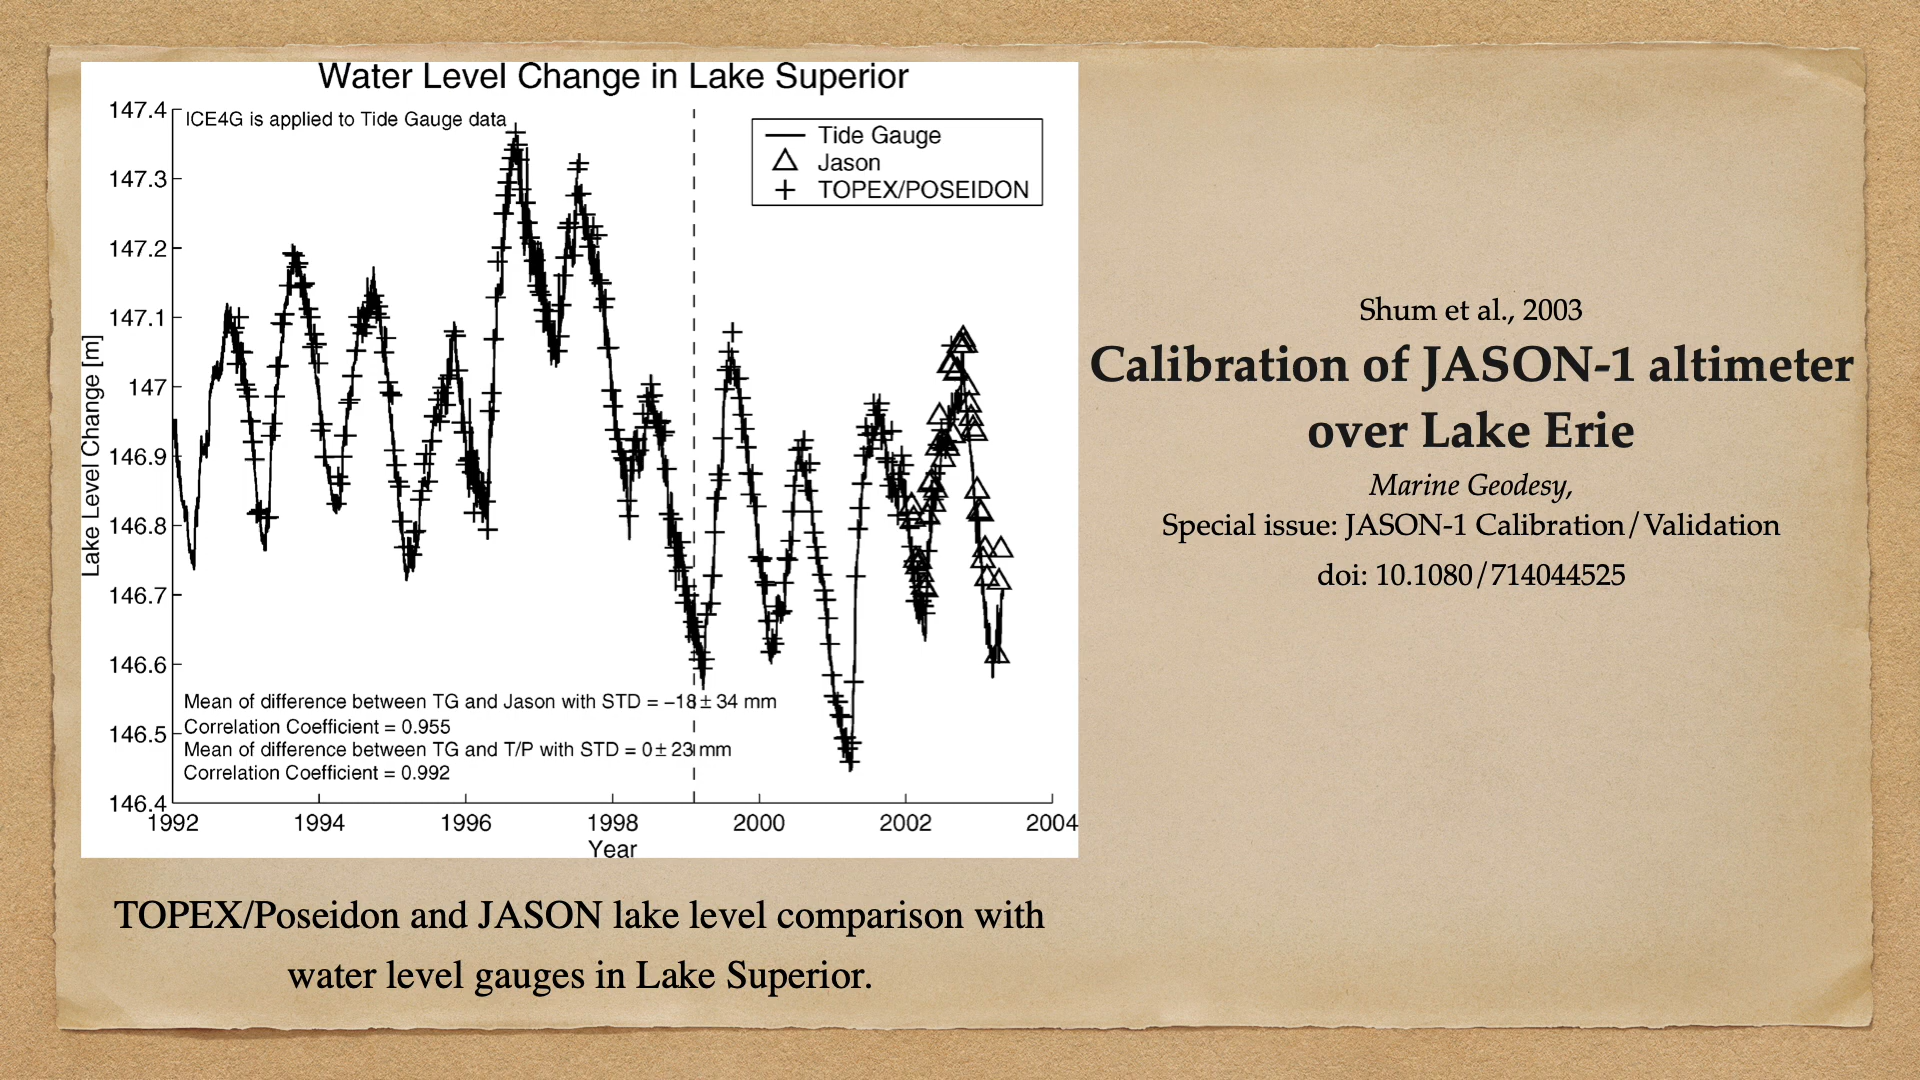 Water Level Change in Lake Superior
147.4
147.3
147.2
147.1
147
146.9
146.8
146.7
146.6
146.5
146.4
Lake Level Change [m]
ICE4G is applied to Tide Gauge data
Tide Gauge
Jason
TOPEX/POSEIDON
Mean of difference between TG and Jason with STD = −18 ± 34 mm
Correlation Coefficient = 0.955
Mean of difference between TG and T/P with STD = 0 ± 23 mm
Correlation Coefficient = 0.992
1992 1994 1996 1998 2000 2002 2004
Year
TOPEX/Poseidon and JASON lake level comparison with
water level gauges in Lake Superior.
Shum et al., 2003
Calibration of JASON-1 altimeter
over Lake Erie
Marine Geodesy,
Special issue: JASON-1 Calibration/Validation
doi: 10.1080/714044525